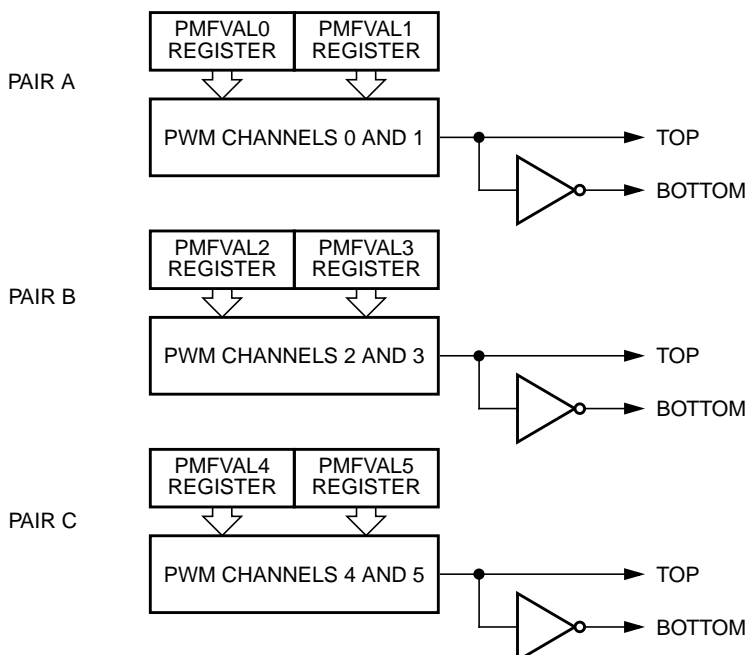 PMFVAL0 REGISTER
PMFVAL1 REGISTER
PAIR A
PWM CHANNELS 0 AND 1
TOP
BOTTOM
PMFVAL2 REGISTER
PMFVAL3 REGISTER
PAIR B
PWM CHANNELS 2 AND 3
TOP
BOTTOM
PMFVAL4 REGISTER
PMFVAL5 REGISTER
PAIR C
PWM CHANNELS 4 AND 5
TOP
BOTTOM